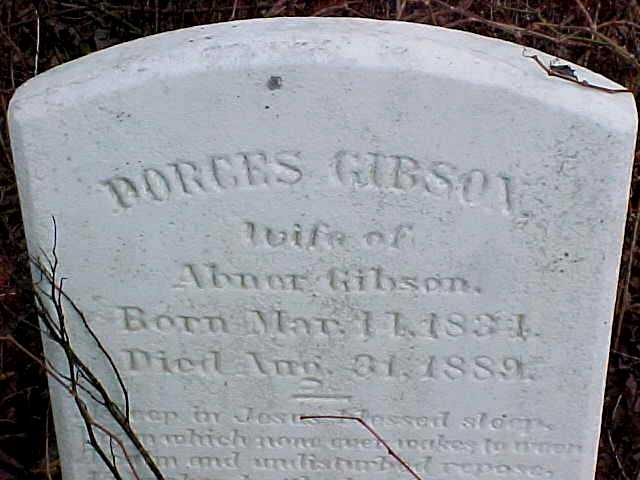 DORCES GIBSON,
Wife of
Abner Gibson.
Born Mar. 11, 1834.
Died Aug. 31, 1889.
in Jesus blessed sleep,
which none ever wakes to weep
and undisturbed repose,